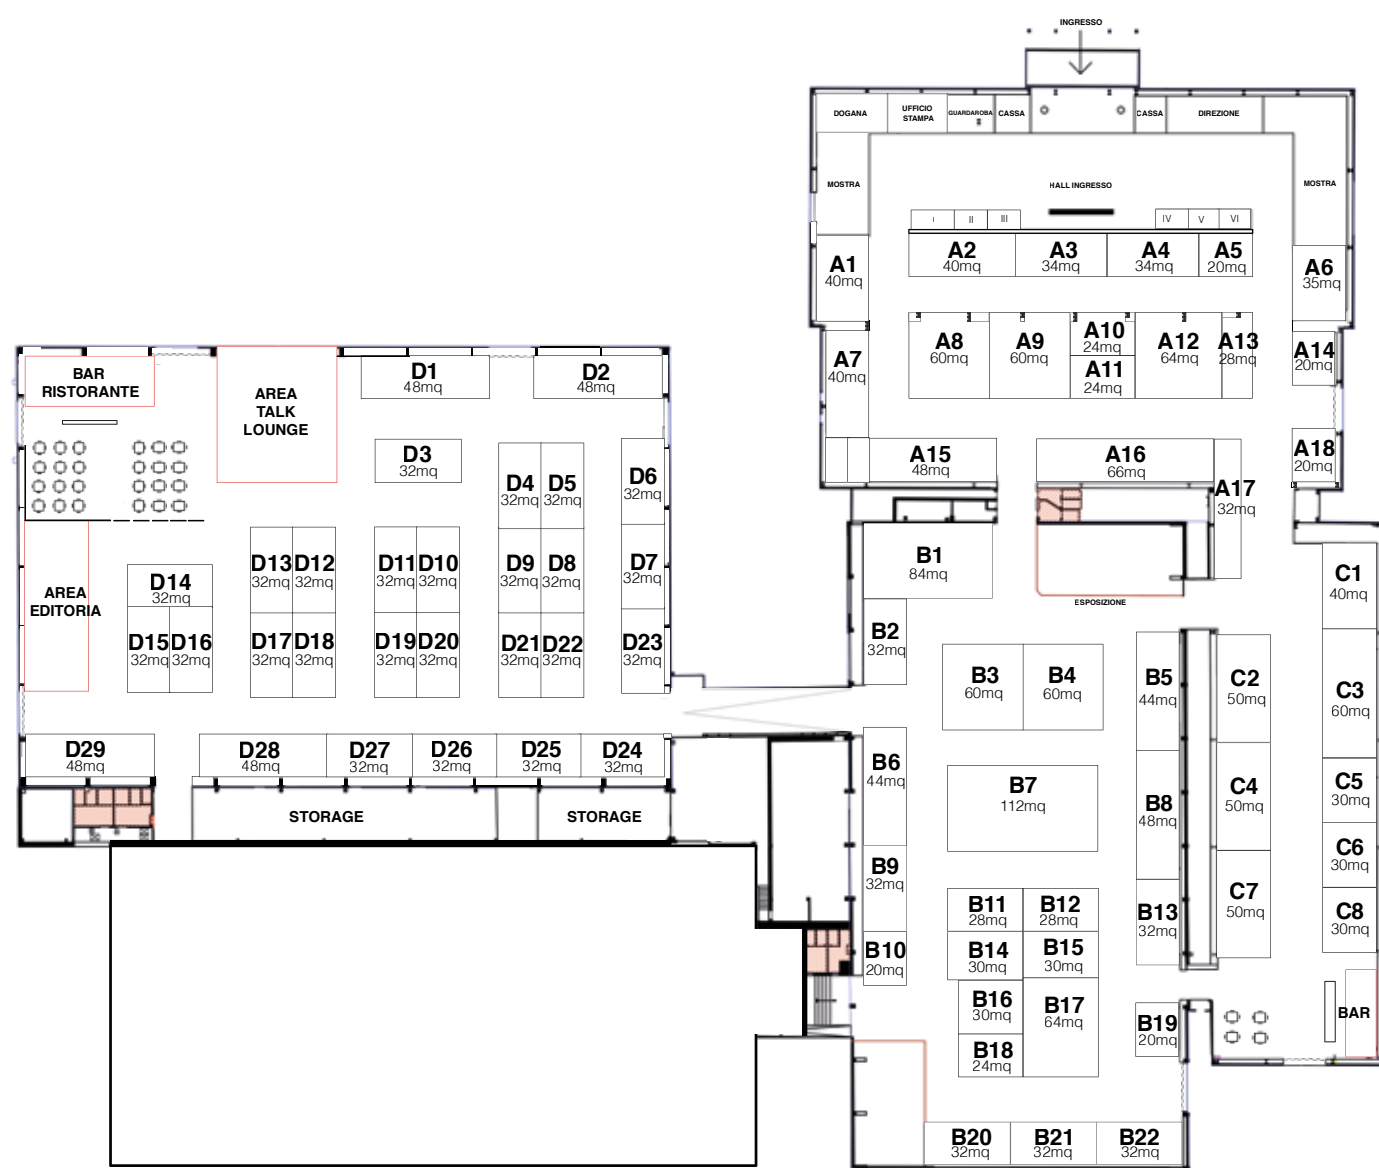 INGRESSO
DOGANA
UFFICIO
STAMPA
GUARDAROBA
CASSA
CASSA
DIREZIONE
MOSTRA
HALL INGRESSO
MOSTRA
I
II
III
IV
V
VI
A1
40mq
A2
40mq
A3
34mq
A4
34mq
A5
20mq
A6
35mq
A7
40mq
A8
60mq
A9
60mq
A10
24mq
A11
24mq
A12
64mq
A13
28mq
A14
20mq
A15
48mq
A16
66mq
A17
32mq
A18
20mq
BAR
RISTORANTE
AREA
TALK
LOUNGE
D1
48mq
D2
48mq
D3
32mq
D4
32mq
D5
32mq
D6
32mq
D13
32mq
D12
32mq
D11
32mq
D10
32mq
D9
32mq
D8
32mq
D7
32mq
AREA
EDITORIA
D14
32mq
D15
32mq
D16
32mq
D17
32mq
D18
32mq
D19
32mq
D20
32mq
D21
32mq
D22
32mq
D23
32mq
D29
48mq
D28
48mq
D27
32mq
D26
32mq
D25
32mq
D24
32mq
STORAGE
STORAGE
B1
84mq
ESPOSIZIONE
B2
32mq
B3
60mq
B4
60mq
B5
44mq
B6
44mq
B7
112mq
B8
48mq
B9
32mq
B10
20mq
B11
28mq
B12
28mq
B13
32mq
B14
30mq
B15
30mq
B16
30mq
B17
64mq
B18
24mq
B19
20mq
B20
32mq
B21
32mq
B22
32mq
C1
40mq
C2
50mq
C3
60mq
C4
50mq
C5
30mq
C6
30mq
C7
50mq
C8
30mq
BAR